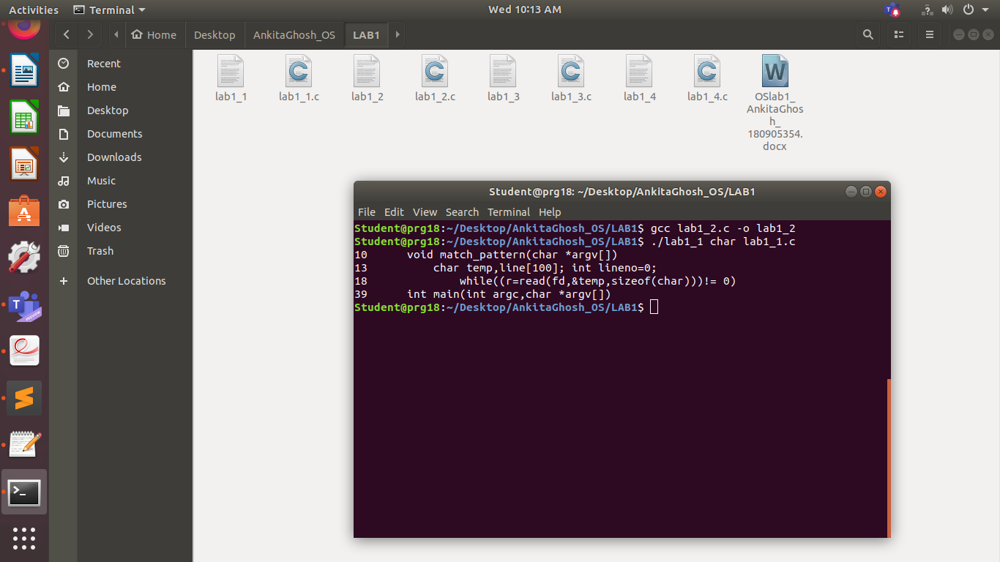 Activities
Terminal
Wed 10:13 AM
Home
Desktop
AnkitaGhosh_OS
LAB1
Recent
Home
Desktop
Documents
Downloads
Music
Pictures
Videos
Trash
Other Locations
lab1_1
lab1_1.c
lab1_2
lab1_2.c
lab1_3
lab1_3.c
lab1_4
lab1_4.c
OSlab1_
AnkitaGhos
h_
180905354.
docx
Student@prg18: ~/Desktop/AnkitaGhosh_OS/LAB1
File Edit View Search Terminal Help
Student@prg18:~/Desktop/AnkitaGhosh_OS/LAB1$ gcc lab1_2.c -o lab1_2
Student@prg18:~/Desktop/AnkitaGhosh_OS/LAB1$ ./lab1_1 char lab1_1.c
10      void match_pattern(char *argv[])
13          char temp,line[100]; int lineno=0;
18              while((r=read(fd,&temp,sizeof(char)))!= 0)
39      int main(int argc,char *argv[])
Student@prg18:~/Desktop/AnkitaGhosh_OS/LAB1$